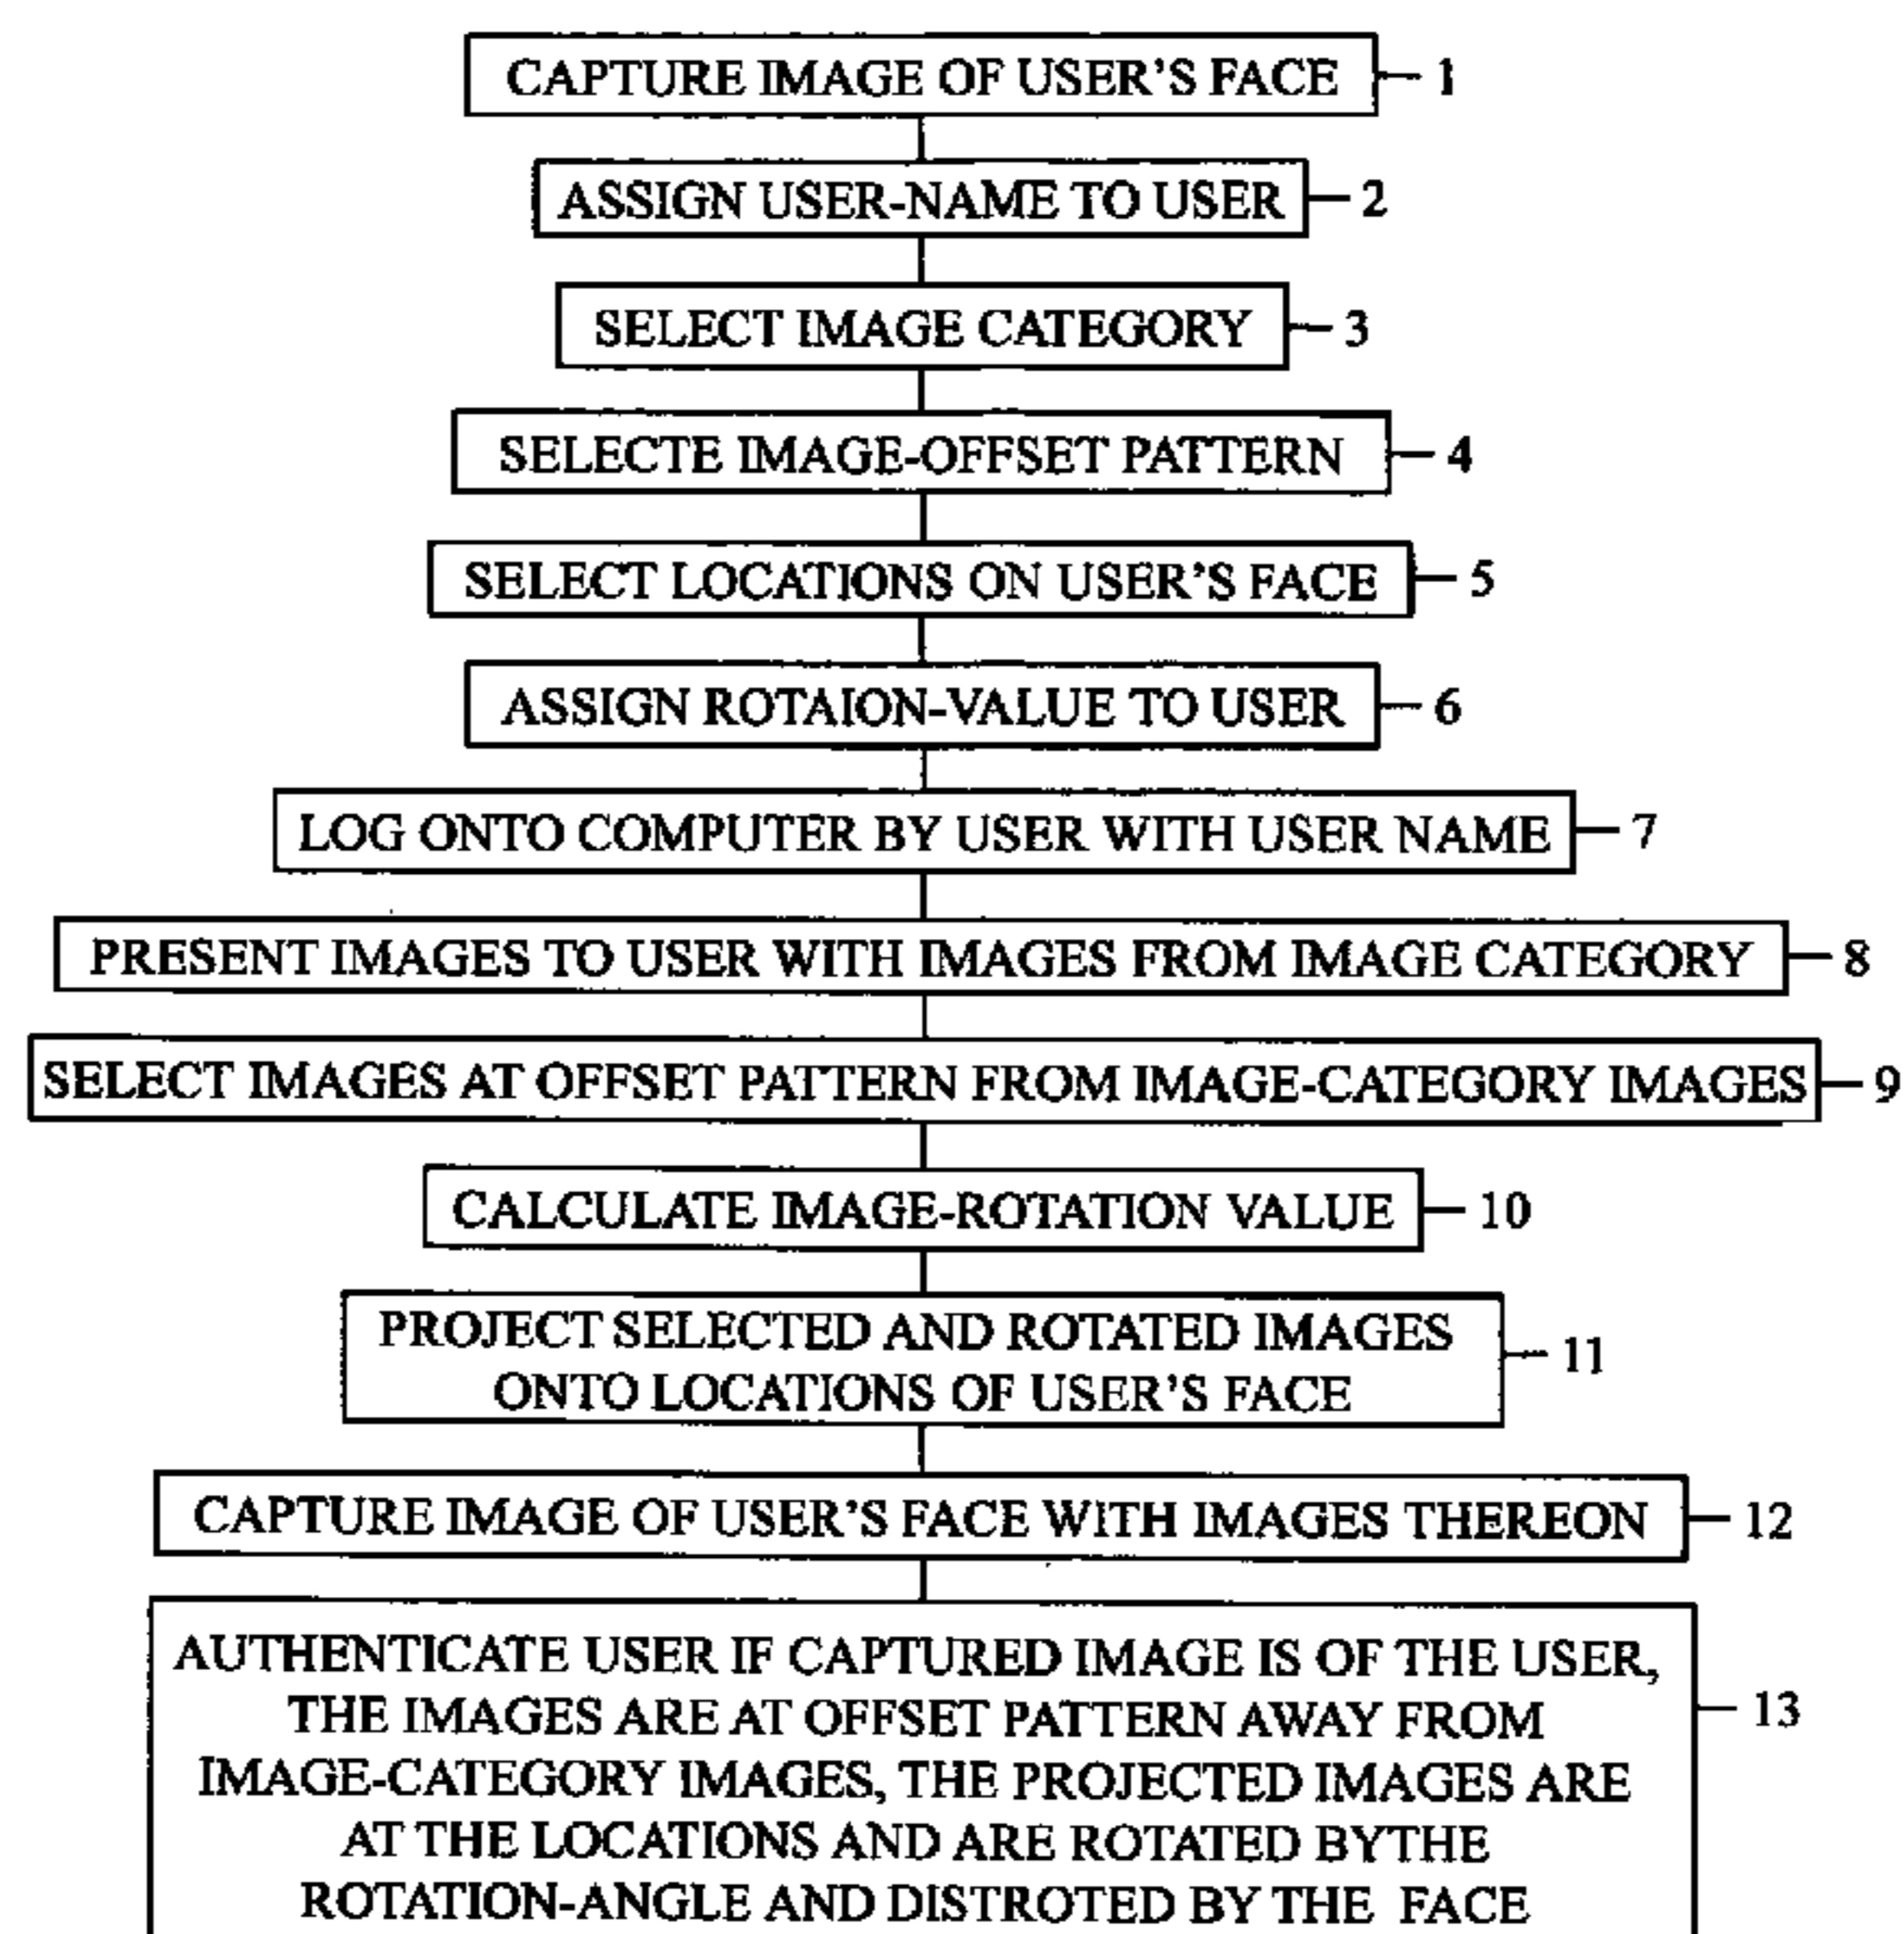 CAPTURE IMAGE OF USER'S FACE 1
ASSIGN USER-NAME TO USER 2
SELECT IMAGE CATEGORY 3
SELECTE IMAGE-OFFSET PATTERN 4
SELECT LOCATIONS ON USER'S FACE 5
ASSIGN ROTAION-VALUE TO USER 6
LOG ONTO COMPUTER BY USER WITH USER NAME 7
PRESENT IMAGES TO USER WITH IMAGES FROM IMAGE CATEGORY 8
SELECT IMAGES AT OFFSET PATTERN FROM IMAGE-CATEGORY IMAGES 9
CALCULATE IMAGE-ROTATION VALUE 10
PROJECT SELECTED AND ROTATED IMAGES
ONTO LOCATIONS OF USER'S FACE 11
CAPTURE IMAGE OF USER'S FACE WITH IMAGES THEREON 12
AUTHENTICATE USER IF CAPTURED IMAGE IS OF THE USER,
THE IMAGES ARE AT OFFSET PATTERN AWAY FROM 13
IMAGE-CATEGORY IMAGES, THE PROJECTED IMAGES ARE
AT THE LOCATIONS AND ARE ROTATED BYTHE
ROTATION-ANGLE AND DISTROTED BY THE FACE